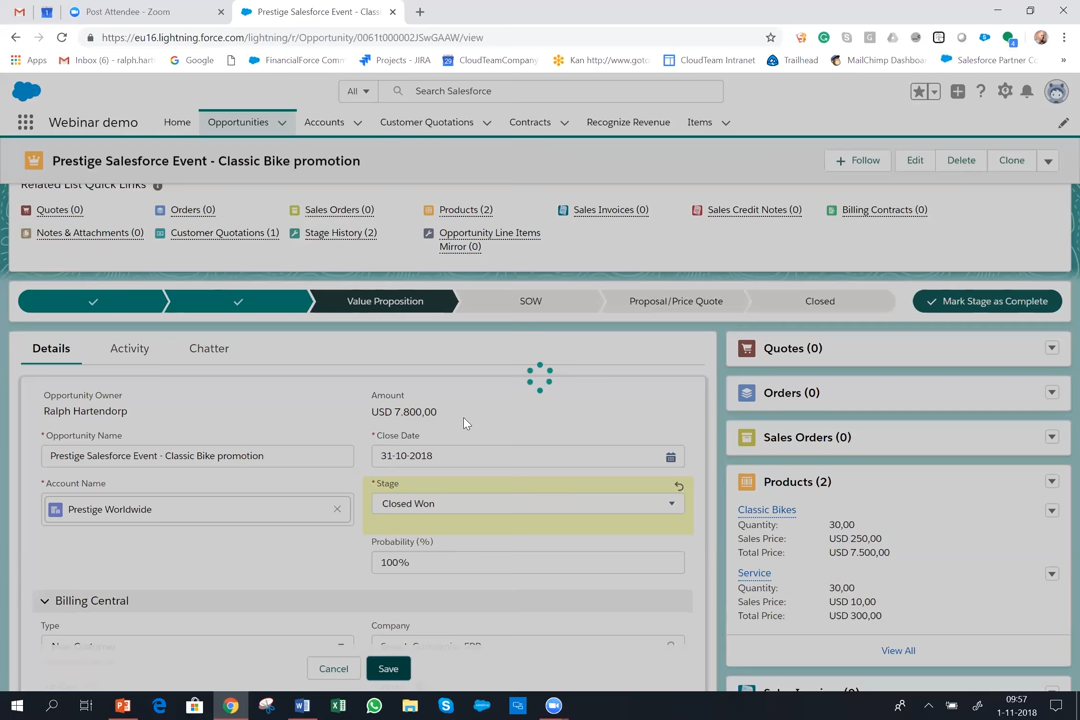 Post Attendee - Zoom
Prestige Salesforce Event - Clas
https://eu16.lightning.force.com/lightning/r/Opportunity/0061t000002JSwGAAW/view
Apps
Inbox (6) - ralph.hart
Google
FinancialForce Comm
Projects - JIRA
CloudTeamCompany
Kan http://www.goto
CloudTeam Intranet
Trailhead
MailChimp Dashboa
Salesforce Partner Co
All
Search Salesforce
Webinar demo
Home
Opportunities
Accounts
Customer Quotations
Contracts
Recognize Revenue
Items
Prestige Salesforce Event - Classic Bike promotion
Follow
Edit
Delete
Clone
Related List Quick Links
Quotes (0)
Orders (0)
Sales Orders (0)
Products (2)
Sales Invoices (0)
Sales Credit Notes (0)
Billing Contracts (0)
Notes & Attachments (0)
Customer Quotations (1)
Stage History (2)
Opportunity Line Items
Mirror (0)
Value Proposition
SOW
Proposal/Price Quote
Closed
Mark Stage as Complete
Details
Activity
Chatter
Opportunity Owner
Ralph Hartendorp
Amount
USD 7.800,00
* Opportunity Name
Prestige Salesforce Event - Classic Bike promotion
* Close Date
31-10-2018
* Account Name
Prestige Worldwide
* Stage
Closed Won
Probability (%)
100%
Billing Central
Type
Company
Cancel
Save
Quotes (0)
Orders (0)
Sales Orders (0)
Products (2)
Classic Bikes
Quantity: 30,00
Sales Price: USD 250,00
Total Price: USD 7.500,00
Service
Quantity: 30,00
Sales Price: USD 10,00
Total Price: USD 300,00
View All
09:57
1-11-2018